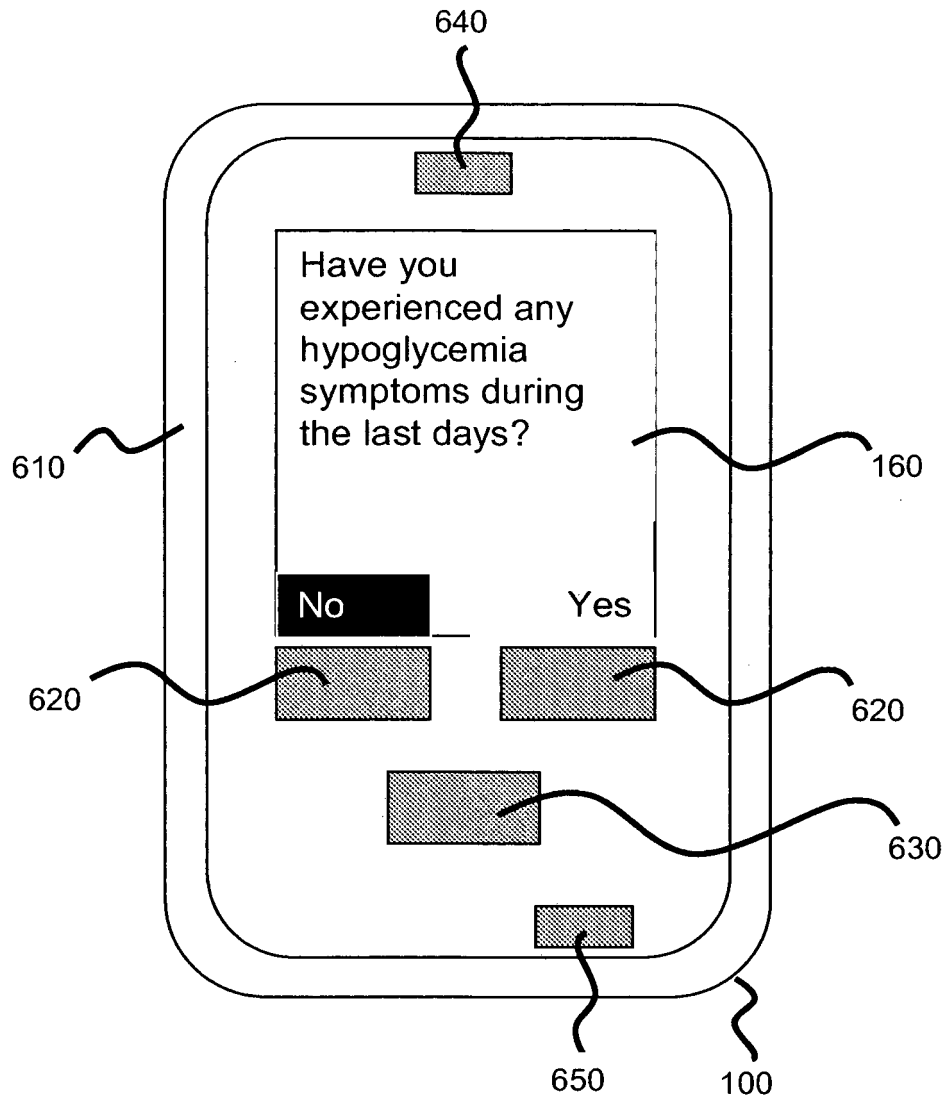 640
Have you
experienced any
hypoglycemia
symptoms during
the last days?
610
160
No Yes
620
620
630
650
100